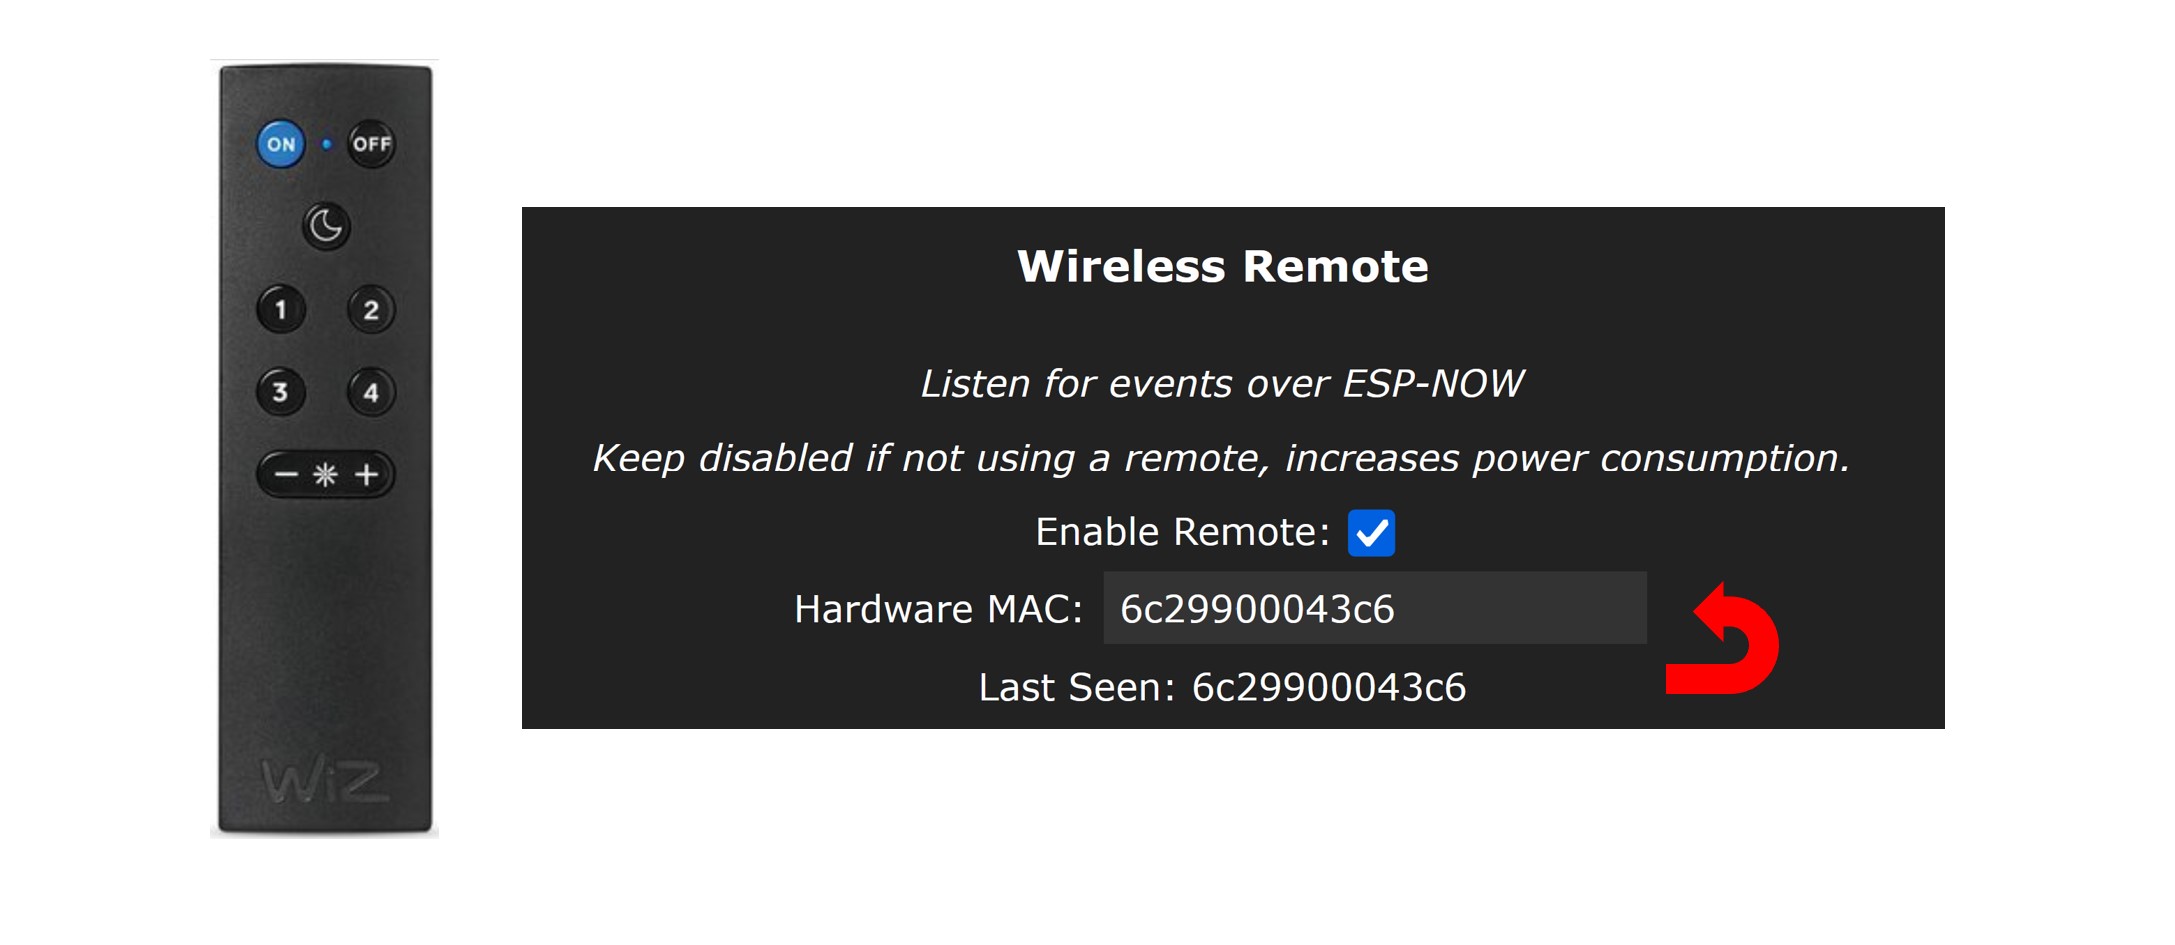 ON OFF
1 2
3 4
− +
WiZ
Wireless Remote
Listen for events over ESP-NOW
Keep disabled if not using a remote, increases power consumption.
Enable Remote:
Hardware MAC: 6c29900043c6
Last Seen: 6c29900043c6